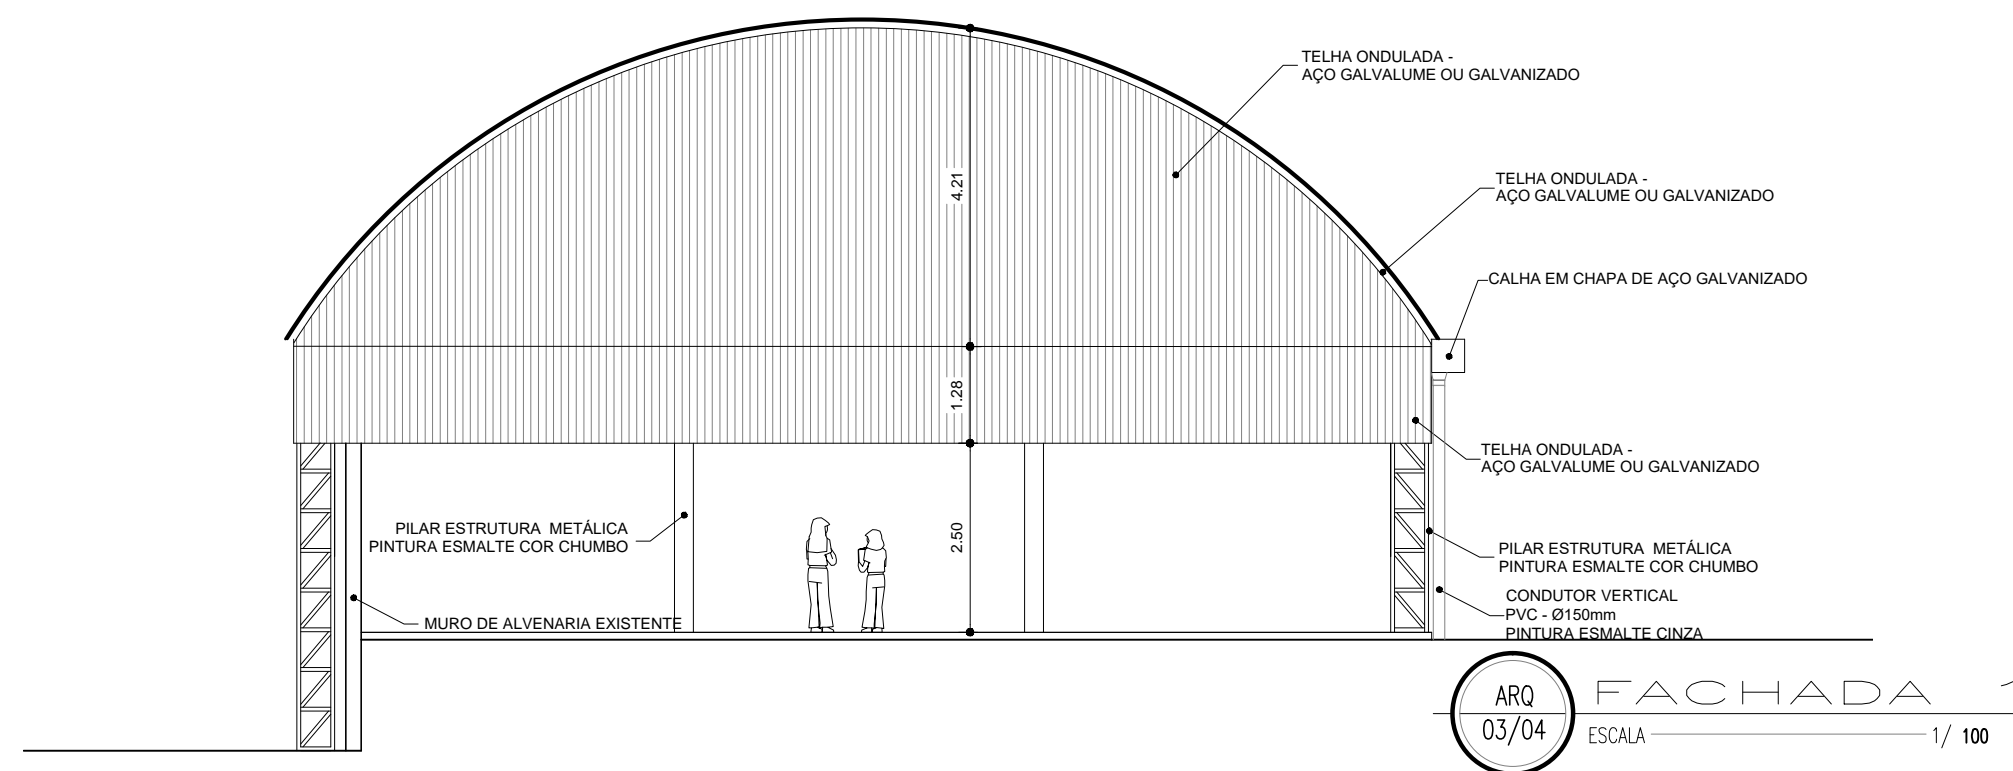 TELHA ONDULADA -
AÇO GALVALUME OU GALVANIZADO
4.21
TELHA ONDULADA -
AÇO GALVALUME OU GALVANIZADO
CALHA EM CHAPA DE AÇO GALVANIZADO
1.28
TELHA ONDULADA -
AÇO GALVALUME OU GALVANIZADO
PILAR ESTRUTURA METÁLICA
PINTURA ESMALTE COR CHUMBO
2.50
PILAR ESTRUTURA METÁLICA
PINTURA ESMALTE COR CHUMBO
MURO DE ALVENARIA EXISTENTE
CONDUTOR VERTICAL
PVC - Ø150mm
PINTURA ESMALTE CINZA
ARQ
03/04
FACHADA
ESCALA 1/ 100